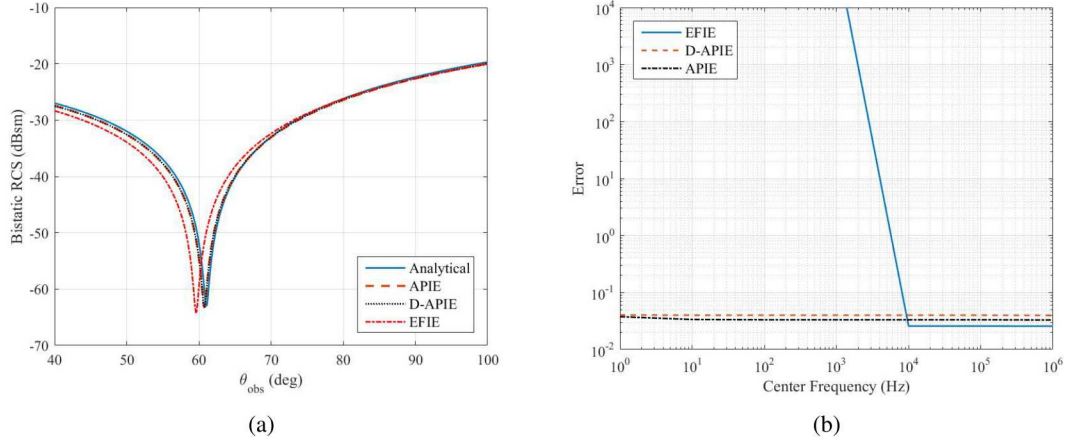 -10
-20
-30
-40
-50
-60
-70
Bistatic RCS (dBsm)
40 50 60 70 80 90 100
θobs (deg)
Analytical
APIE
D-APIE
EFIE
(a)
10^4
10^3
10^2
10^1
10^0
10^-1
10^-2
Error
EFIE
D-APIE
APIE
10^0 10^1 10^2 10^3 10^4 10^5 10^6
Center Frequency (Hz)
(b)